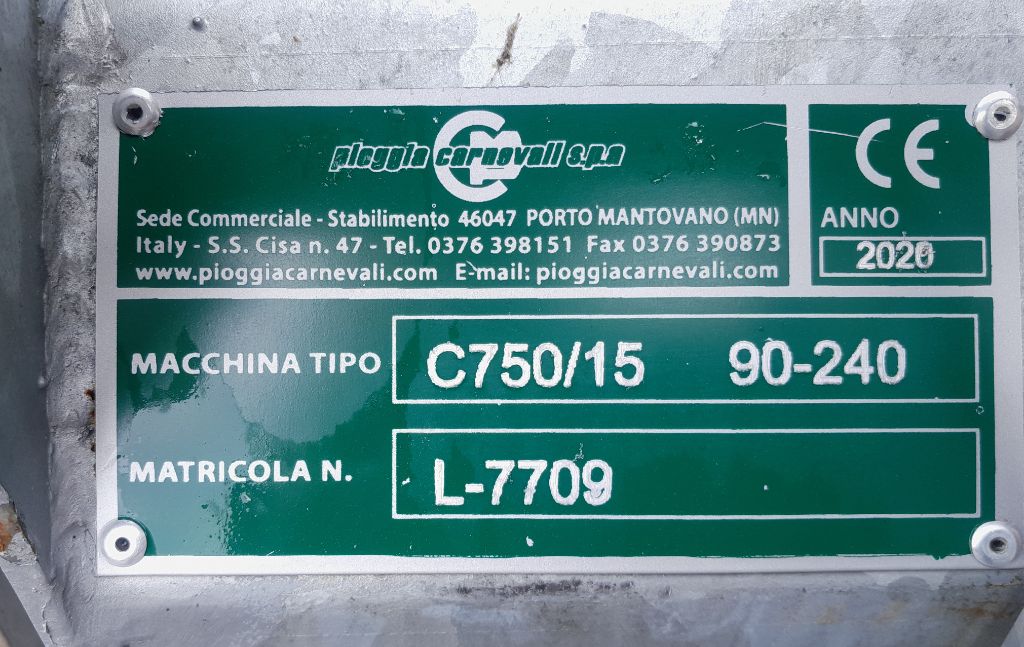 pioggia carnevali s.p.a
CE
Sede Commerciale - Stabilimento 46047 PORTO MANTOVANO (MN)
Italy - S.S. Cisa n. 47 - Tel. 0376 398151 Fax 0376 390873
www.pioggiacarnevali.com E-mail: pioggiacarnevali.com
ANNO
2020
MACCHINA TIPO C750/15 90-240
MATRICOLA N. L-7709